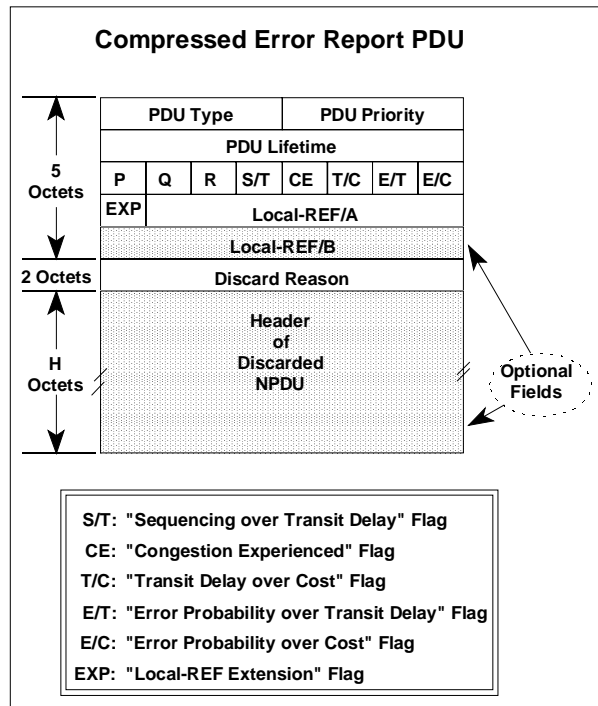 Compressed Error Report PDU
PDU Type PDU Priority
PDU Lifetime
5
Octets
P Q R S/T CE T/C E/T E/C
EXP Local-REF/A
Local-REF/B
2 Octets Discard Reason
Header
of
Discarded
NPDU
H
Octets
Optional
Fields
S/T: "Sequencing over Transit Delay" Flag
CE: "Congestion Experienced" Flag
T/C: "Transit Delay over Cost" Flag
E/T: "Error Probability over Transit Delay" Flag
E/C: "Error Probability over Cost" Flag
EXP: "Local-REF Extension" Flag